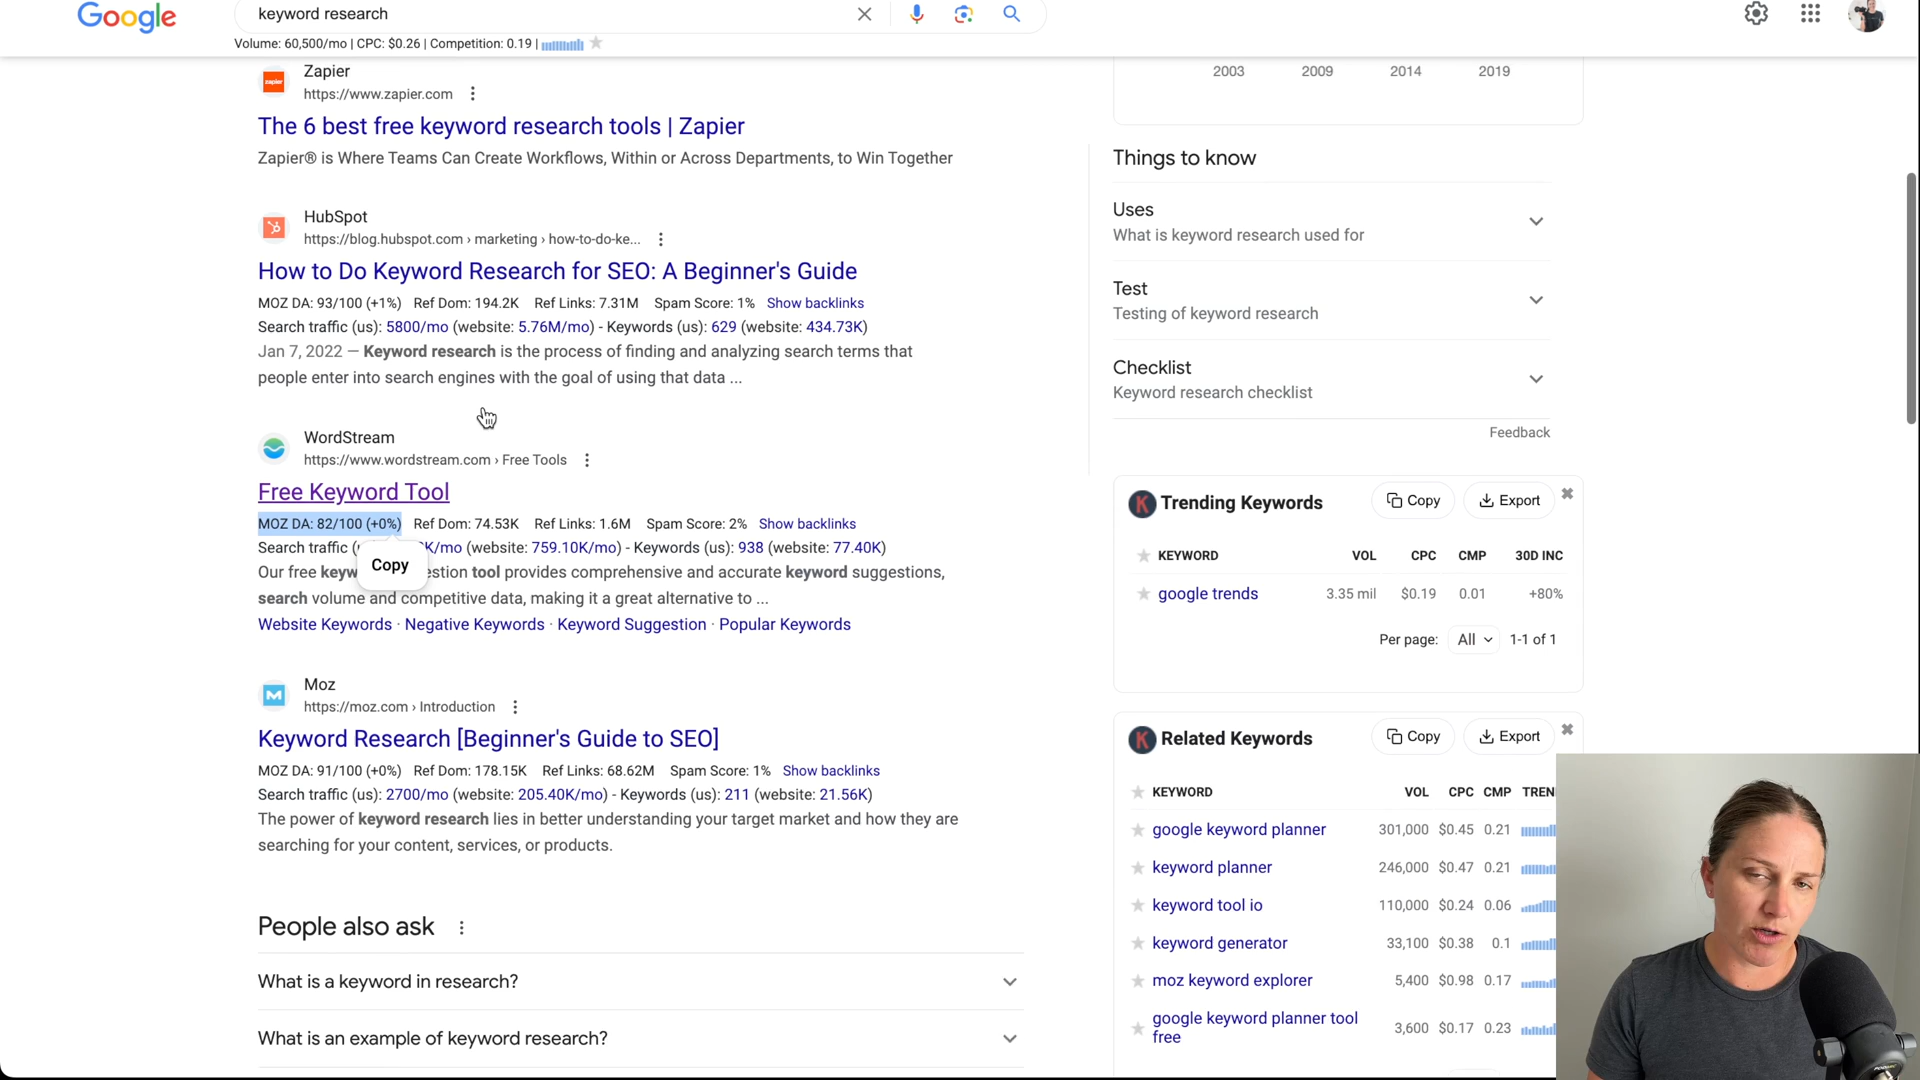 Google
keyword research
Volume: 60,500/mo | CPC: $0.26 | Competition: 0.19 |
Zapier
https://www.zapier.com
The 6 best free keyword research tools | Zapier
Zapier® is Where Teams Can Create Workflows, Within or Across Departments, to Win Together
HubSpot
https://blog.hubspot.com › marketing › how-to-do-ke...
How to Do Keyword Research for SEO: A Beginner's Guide
MOZ DA: 93/100 (+1%) Ref Dom: 194.2K Ref Links: 7.31M Spam Score: 1% Show backlinks
Search traffic (us): 5800/mo (website: 5.76M/mo) - Keywords (us): 629 (website: 434.73K)
Jan 7, 2022 — Keyword research is the process of finding and analyzing search terms that
people enter into search engines with the goal of using that data ...
WordStream
https://www.wordstream.com › Free Tools
Free Keyword Tool
MOZ DA: 82/100 (+0%) Ref Dom: 74.53K Ref Links: 1.6M Spam Score: 2% Show backlinks
Search traffic K/mo (website: 759.10K/mo) - Keywords (us): 938 (website: 77.40K)
Copy
Our free tool provides comprehensive and accurate keyword suggestions,
search volume and competitive data, making it a great alternative to ...
Website Keywords · Negative Keywords · Keyword Suggestion · Popular Keywords
Moz
https://moz.com › Introduction
Keyword Research [Beginner's Guide to SEO]
MOZ DA: 91/100 (+0%) Ref Dom: 178.15K Ref Links: 68.62M Spam Score: 1% Show backlinks
Search traffic (us): 2700/mo (website: 205.40K/mo) - Keywords (us): 211 (website: 21.56K)
The power of keyword research lies in better understanding your target market and how they are
searching for your content, services, or products.
People also ask
What is a keyword in research?
What is an example of keyword research?
2003 2009 2014 2019
Things to know
Uses
What is keyword research used for
Test
Testing of keyword research
Checklist
Keyword research checklist
Feedback
K Trending Keywords Copy Export
KEYWORD VOL CPC CMP 30D INC
google trends 3.35 mil $0.19 0.01 +80%
Per page: All 1-1 of 1
K Related Keywords Copy Export
KEYWORD VOL CPC CMP
google keyword planner 301,000 $0.45 0.21
keyword planner 246,000 $0.47 0.21
keyword tool io 110,000 $0.24 0.06
keyword generator 33,100 $0.38 0.1
moz keyword explorer 5,400 $0.98 0.17
google keyword planner tool
free 3,600 $0.17 0.23